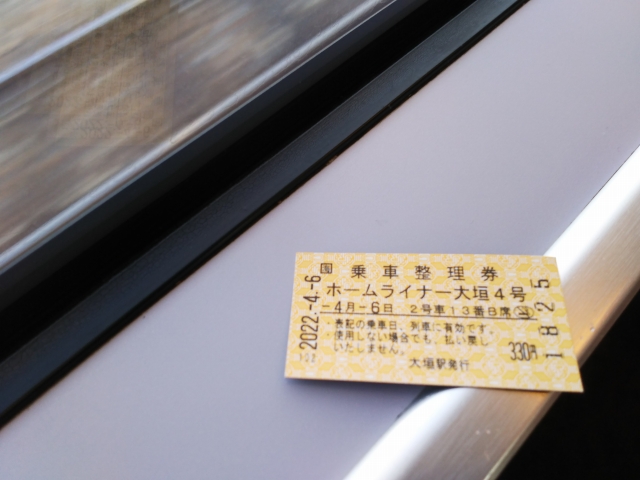 国 乗車整理券
ホームライナー大垣4号
-4月-6日 2号車13番B席
・表記の乗車日、列車に有効です。
・使用しない場合でも、払い戻し
いたしません。
330円
大垣駅発行
2022.-4.-6
1825